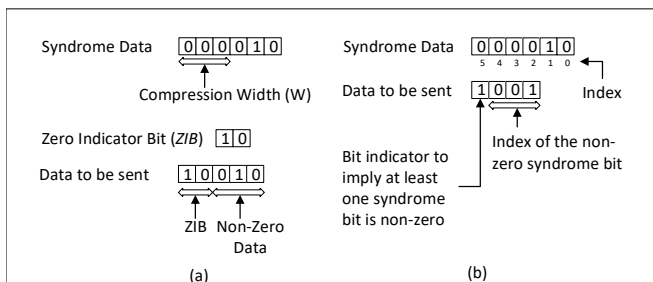 Syndrome Data 0 0 0 0 1 0
Compression Width (W)
Zero Indicator Bit (ZIB) 1 0
Data to be sent 1 0 0 1 0
ZIB Non-Zero
Data
(a)
Syndrome Data 0 0 0 0 1 0
5 4 3 2 1 0
Data to be sent 1 0 0 1
Index
Index of the non-
zero syndrome bit
Bit indicator to
imply at least
one syndrome
bit is non-zero
(b)